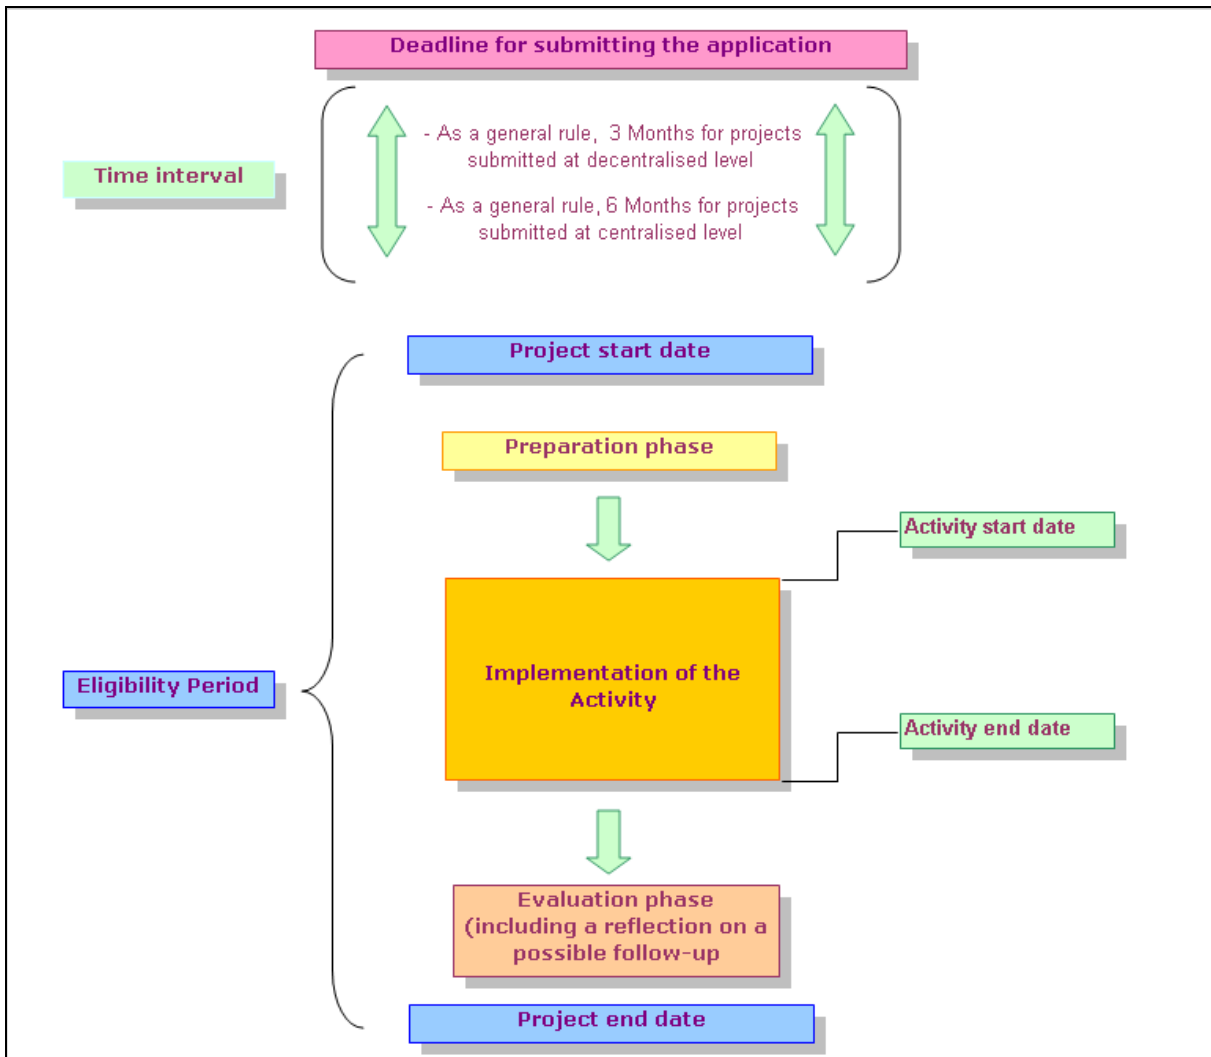 Deadline for submitting the application
- As a general rule, 3 Months for projects
submitted at decentralised level
Time interval
- As a general rule, 6 Months for projects
submitted at centralised level
Project start date
Preparation phase
Activity start date
Implementation of the
Activity
Eligibility Period
Activity end date
Evaluation phase
(including a reflection on a
possible follow-up
Project end date